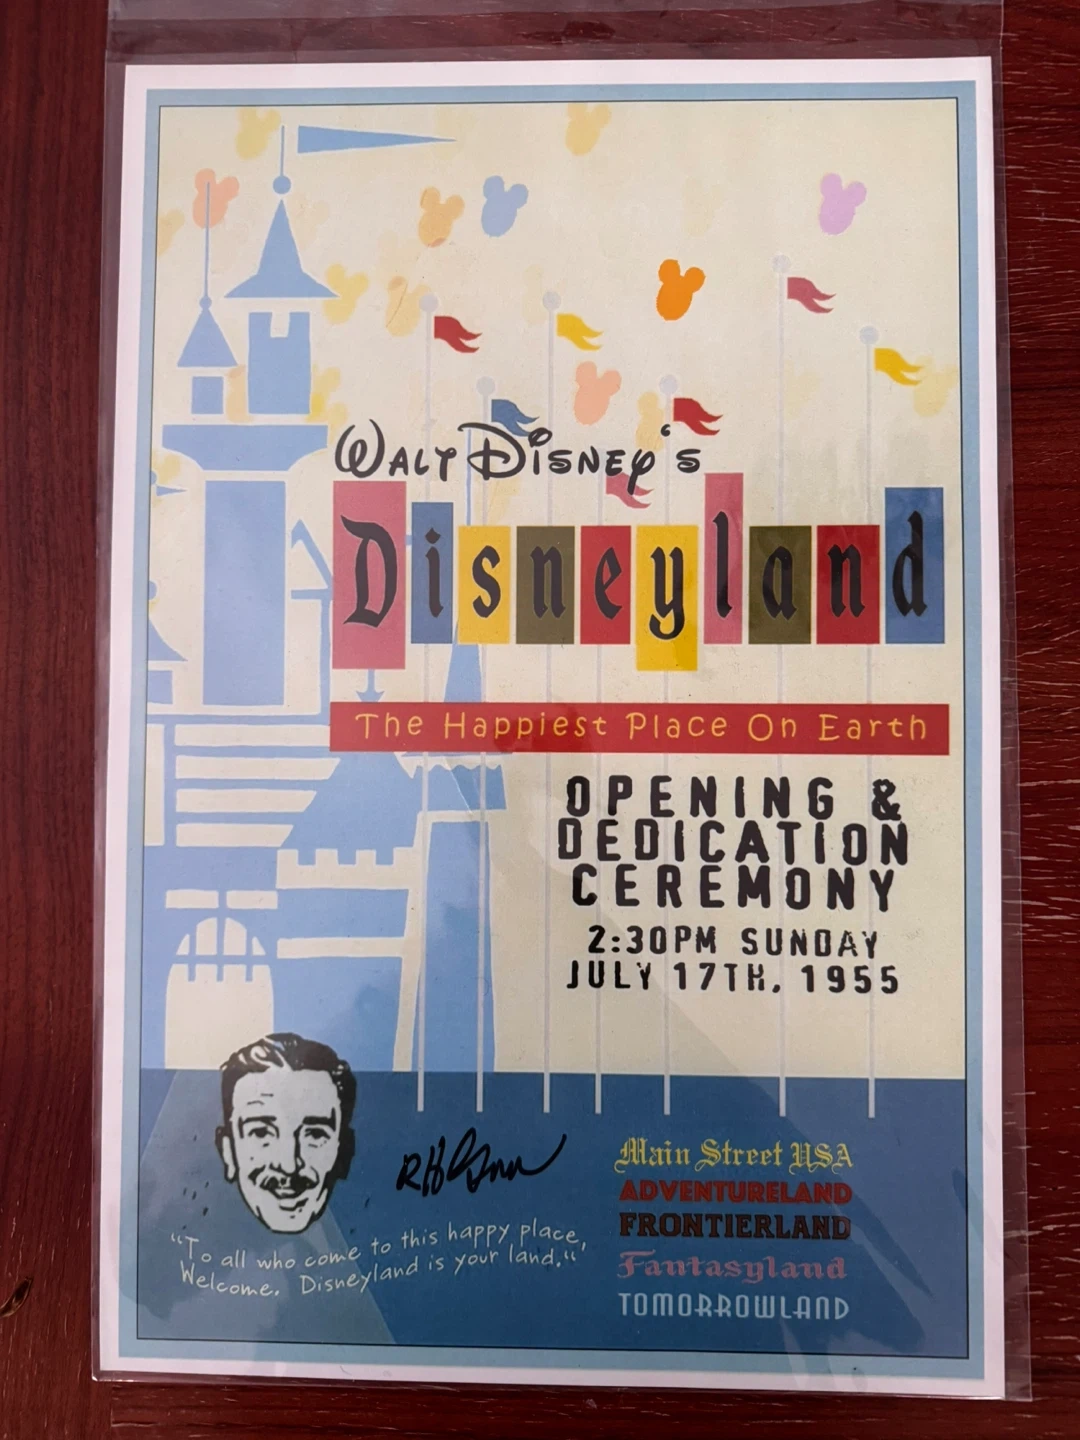 Walt Disney's
Disneyland
The Happiest Place On Earth
OPENING &
DEDICATION
CEREMONY
2:30PM SUNDAY
JULY 17TH, 1955
Main Street USA
ADVENTURELAND
FRONTIERLAND
Fantasyland
TOMORROWLAND
“To all who come to this happy place,
Welcome. Disneyland is your land.“